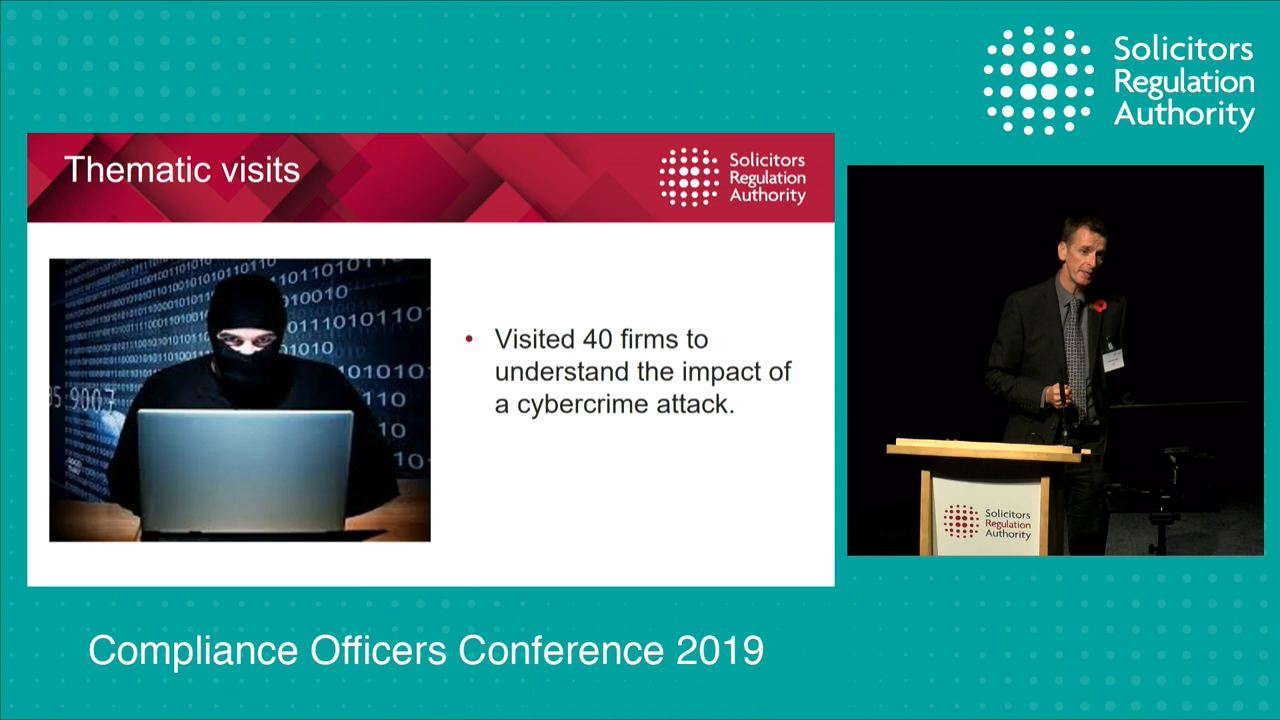 Solicitors
Regulation
Authority
Thematic visits
Solicitors
Regulation
Authority
• Visited 40 firms to
understand the impact of
a cybercrime attack.
Solicitors
Regulation
Authority
Compliance Officers Conference 2019